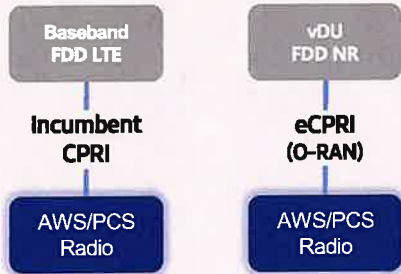 Baseband
FDD LTE
Incumbent
CPRI
AWS/PCS
Radio
vDU
FDD NR
eCPRI
(O-RAN)
AWS/PCS
Radio